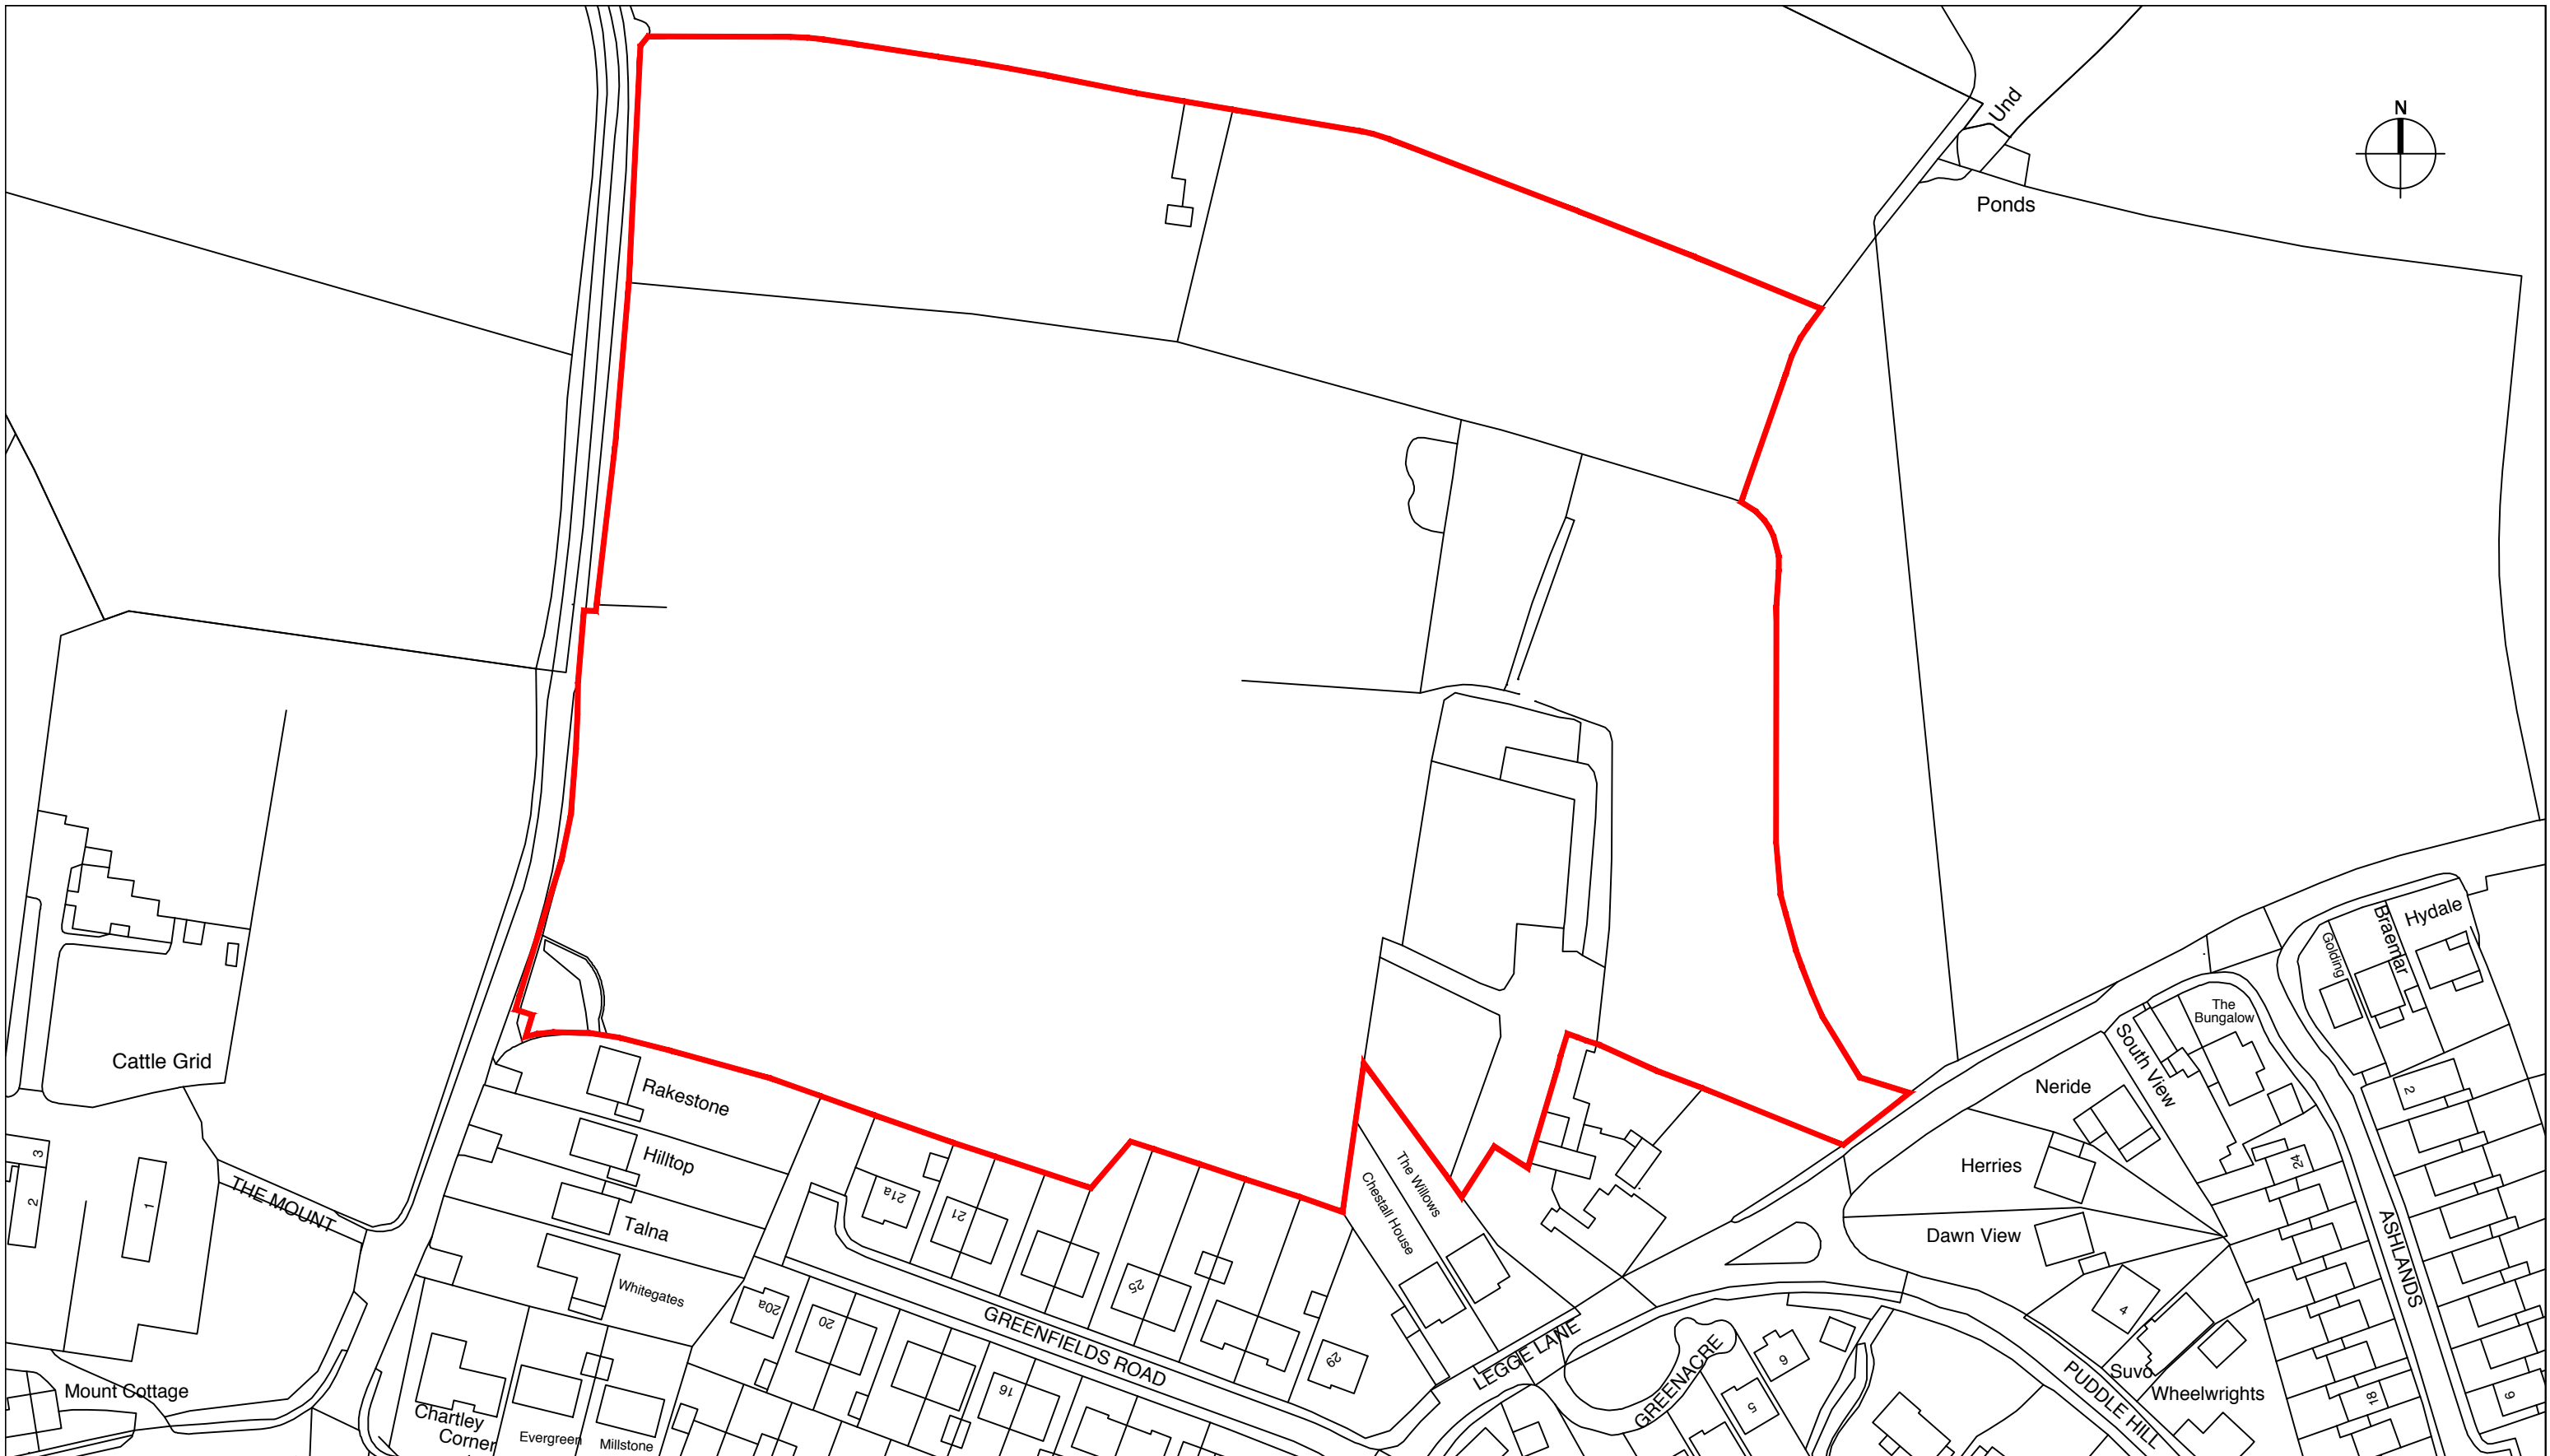 N
Und
Ponds
Cattle Grid
THE MOUNT
3
2
1
Mount Cottage
Rakestone
Hilltop
Talna
Whitegates
Chartley
Corner
Evergreen
Millstone
21a
21
25
29
20a
20
16
GREENFIELDS ROAD
The Willows
Chestall House
LEGGE LANE
GREENACRE
6
5
Golding
Braemar
Hydale
The
Bungalow
South View
Neride
Herries
Dawn View
2
24
ASHLANDS
4
Suvo
Wheelwrights
PUDDLE HILL
18
9